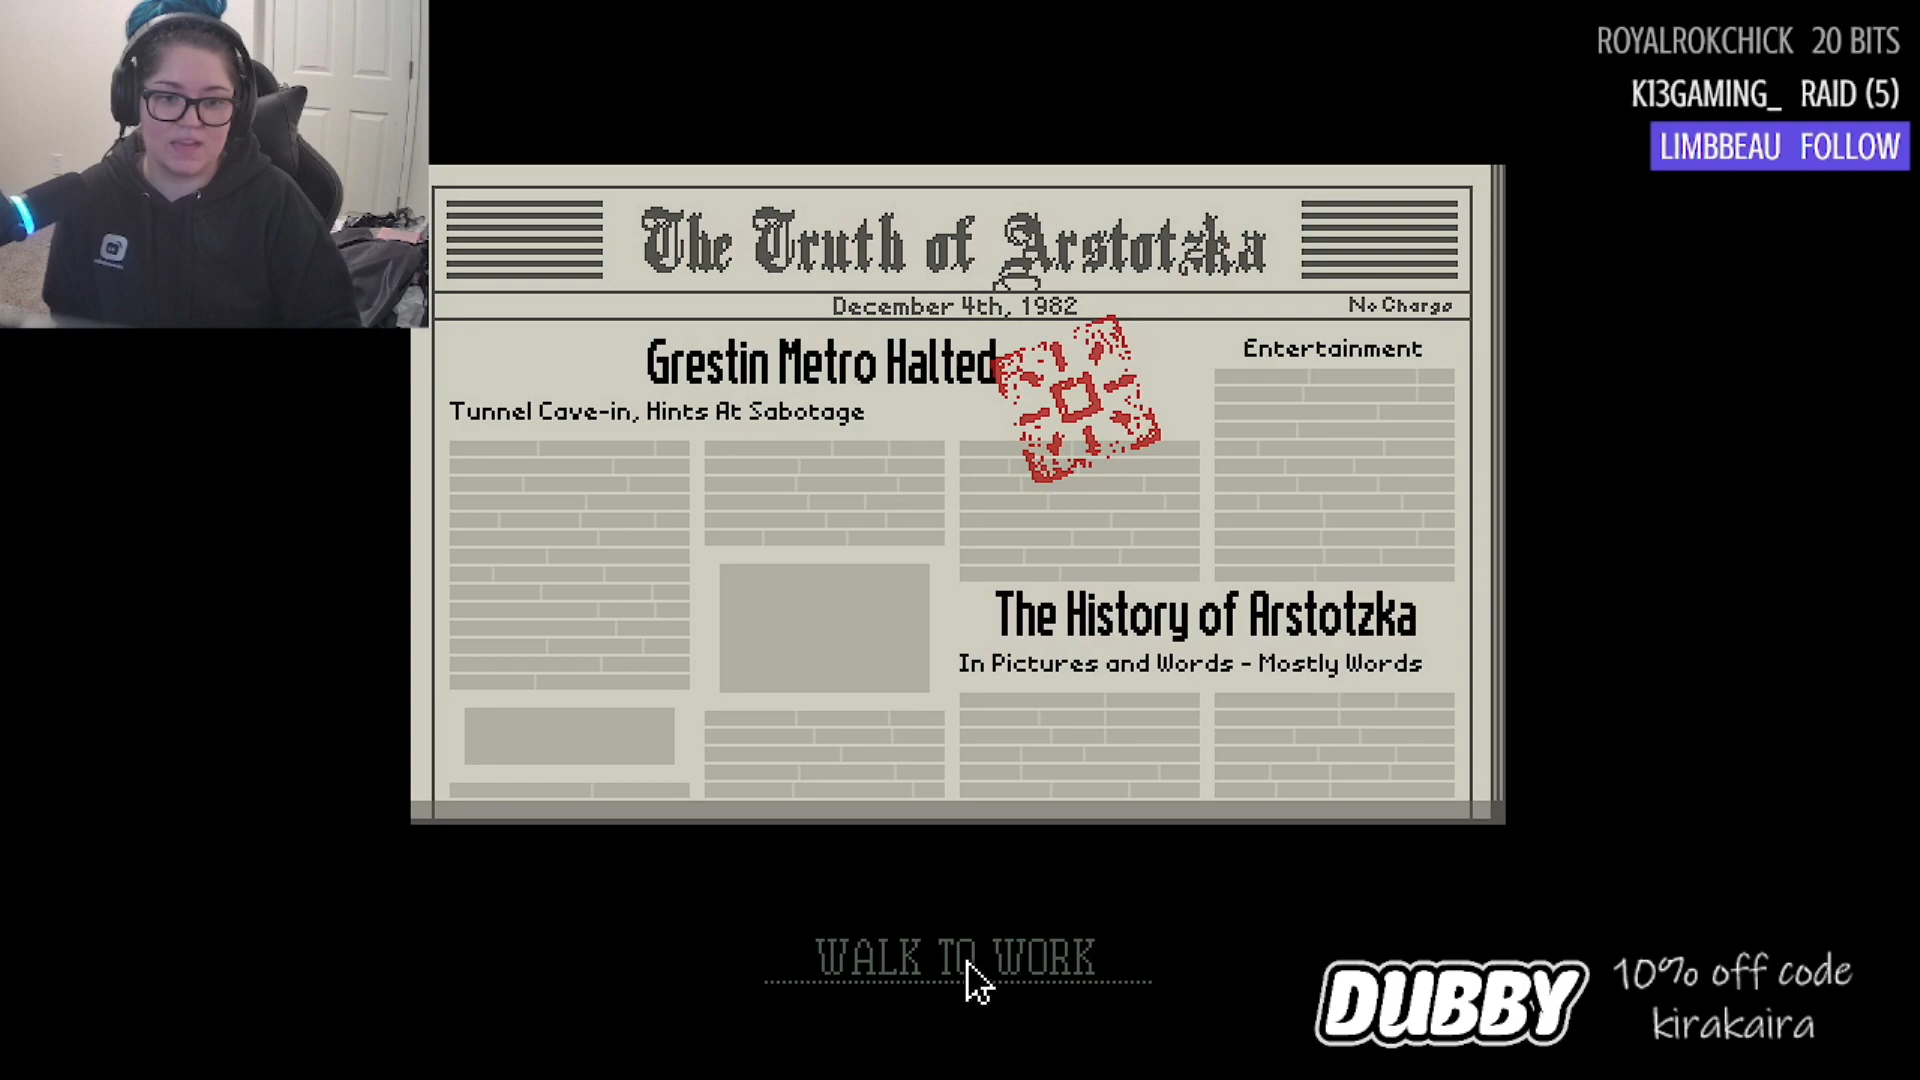 ROYALROKCHICK 20 BITS
K13GAMING_ RAID (5)
LIMBBEAU FOLLOW
The Truth of Arstotzka
December 4th, 1982
No Charge
Grestin Metro Halted
Tunnel Cave-in, Hints At Sabotage
Entertainment
The History of Arstotzka
In Pictures and Words - Mostly Words
WALK TO WORK
DUBBY
10% off code
kirakaira